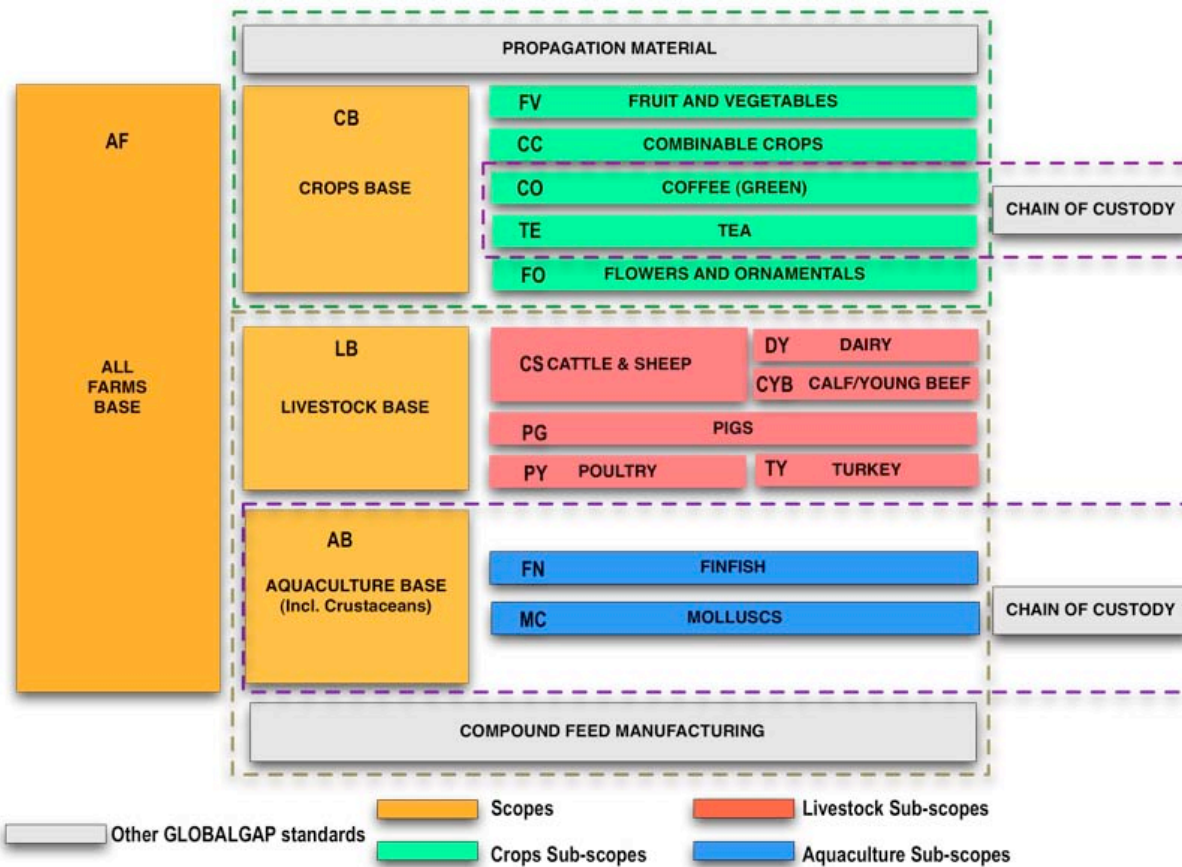 PROPAGATION MATERIAL
AF
ALL
FARMS
BASE
CB
CROPS BASE
FV FRUIT AND VEGETABLES
CC COMBINABLE CROPS
CO COFFEE (GREEN)
TE TEA
FO FLOWERS AND ORNAMENTALS
CHAIN OF CUSTODY
LB
LIVESTOCK BASE
CS CATTLE & SHEEP
DY DAIRY
CYB CALF/YOUNG BEEF
PG PIGS
PY POULTRY
TY TURKEY
AB
AQUACULTURE BASE
(Incl. Crustaceans)
FN FINFISH
MC MOLLUSCS
CHAIN OF CUSTODY
COMPOUND FEED MANUFACTURING
Other GLOBALGAP standards
Scopes
Crops Sub-scopes
Livestock Sub-scopes
Aquaculture Sub-scopes